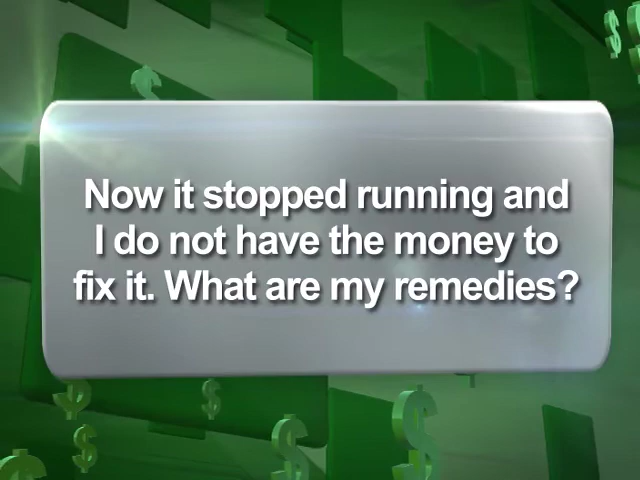 Now it stopped running and
I do not have the money to
fix it. What are my remedies?